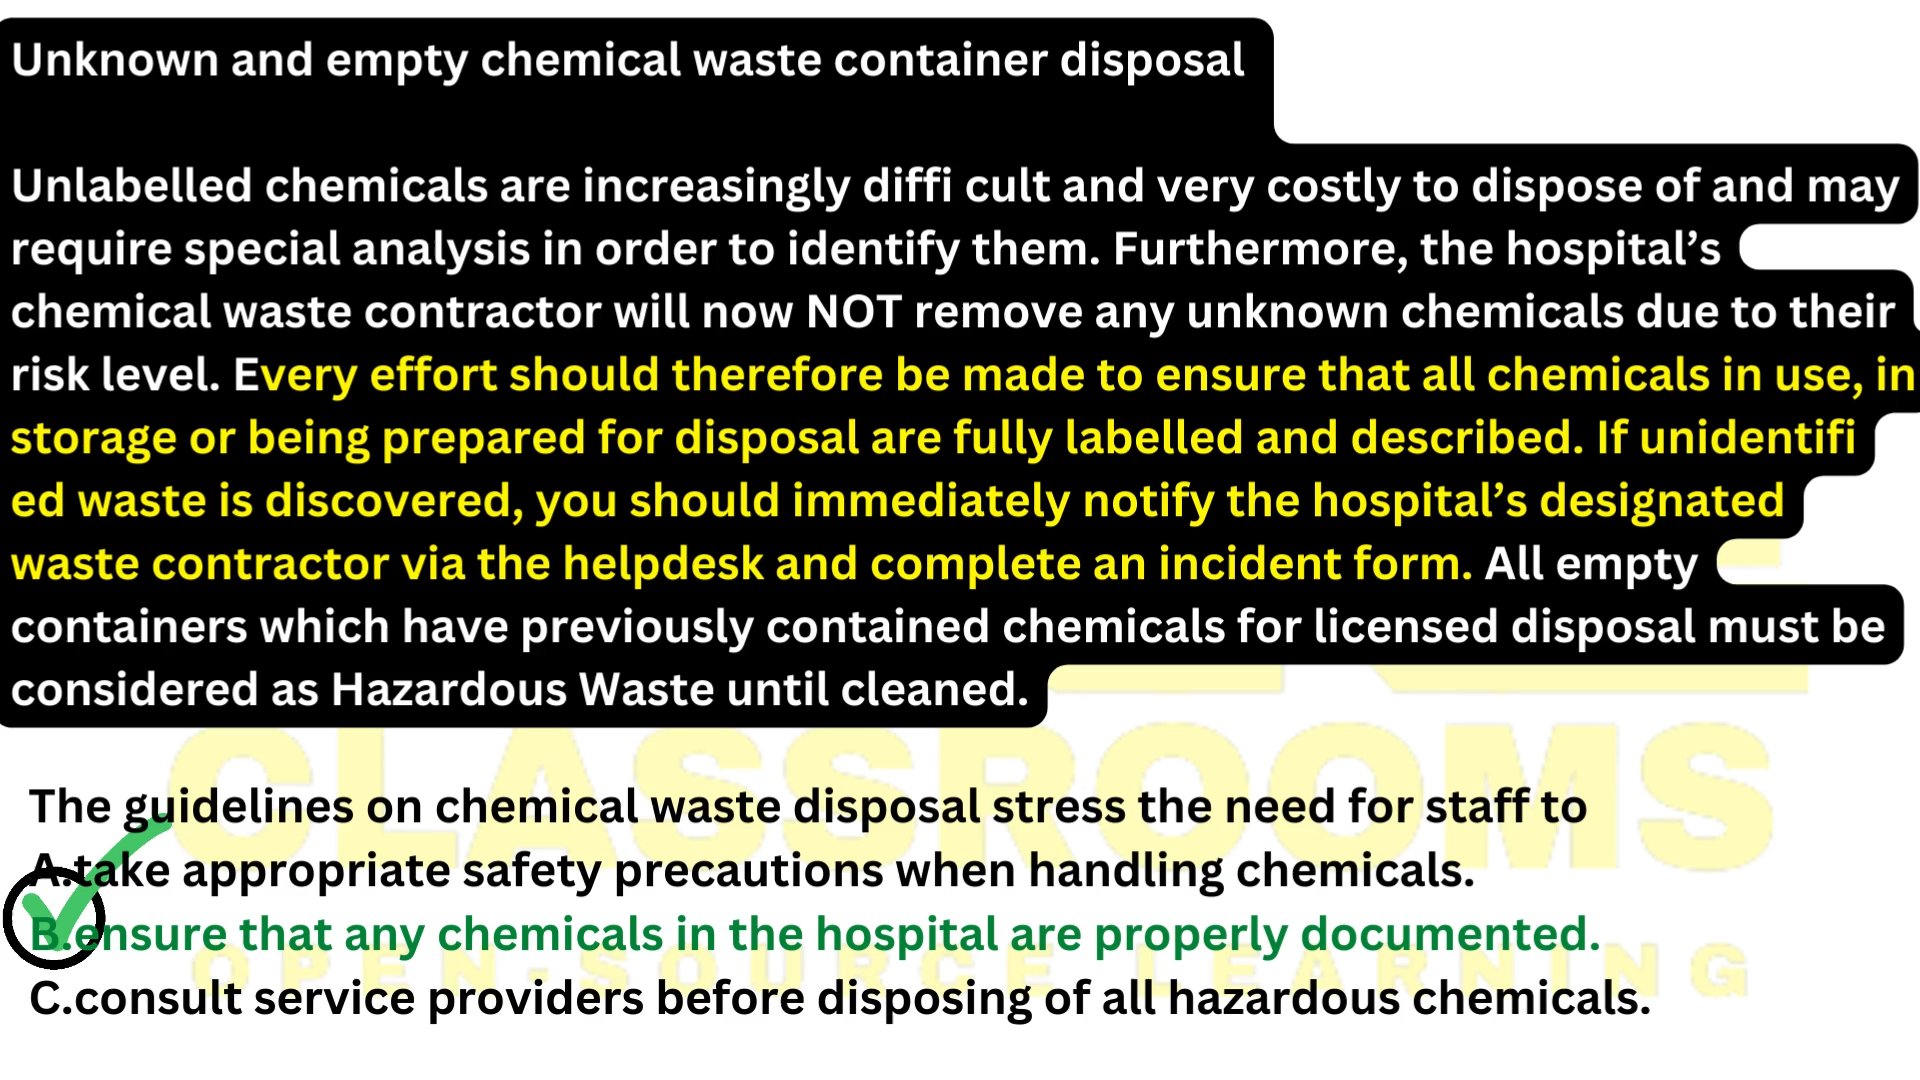 Unknown and empty chemical waste container disposal
Unlabelled chemicals are increasingly diffi cult and very costly to dispose of and may
require special analysis in order to identify them. Furthermore, the hospital’s
chemical waste contractor will now NOT remove any unknown chemicals due to their
risk level. Every effort should therefore be made to ensure that all chemicals in use, in
storage or being prepared for disposal are fully labelled and described. If unidentifi
ed waste is discovered, you should immediately notify the hospital’s designated
waste contractor via the helpdesk and complete an incident form. All empty
containers which have previously contained chemicals for licensed disposal must be
considered as Hazardous Waste until cleaned.
CLASSROOMS
The guidelines on chemical waste disposal stress the need for staff to
A.take appropriate safety precautions when handling chemicals.
B.ensure that any chemicals in the hospital are properly documented.
OPEN-SOURCE LEARNING
C.consult service providers before disposing of all hazardous chemicals.